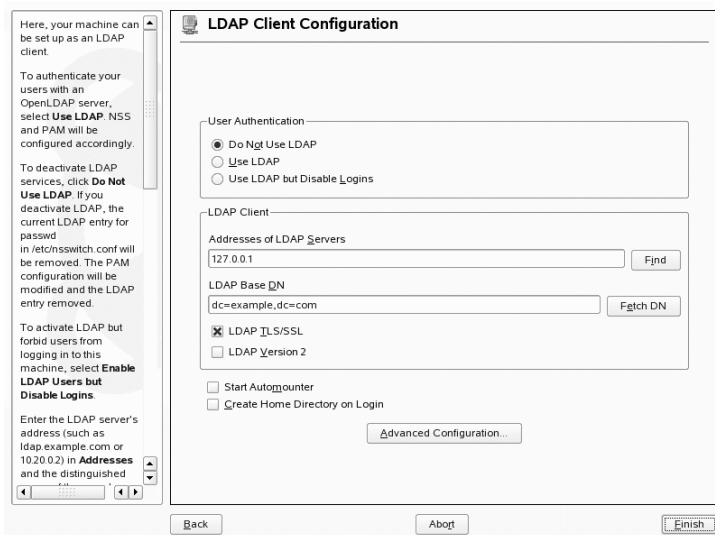 Here, your machine can
be set up as an LDAP
client.
To authenticate your
users with an
OpenLDAP server,
select Use LDAP. NSS
and PAM will be
configured accordingly.
To deactivate LDAP
services, click Do Not
Use LDAP. If you
deactivate LDAP, the
current LDAP entry for
passwd
in /etc/nsswitch.conf will
be removed. The PAM
configuration will be
modified and the LDAP
entry removed.
To activate LDAP but
forbid users from
logging in to this
machine, select Enable
LDAP Users but
Disable Logins.
Enter the LDAP server's
address (such as
ldap.example.com or
10.20.0.2) in Addresses
and the distinguished
LDAP Client Configuration
User Authentication
Do Not Use LDAP
Use LDAP
Use LDAP but Disable Logins
LDAP Client
Addresses of LDAP Servers
127.0.0.1
Find
LDAP Base DN
dc=example,dc=com
Fetch DN
LDAP TLS/SSL
LDAP Version 2
Start Automounter
Create Home Directory on Login
Advanced Configuration...
Back
Abort
Finish